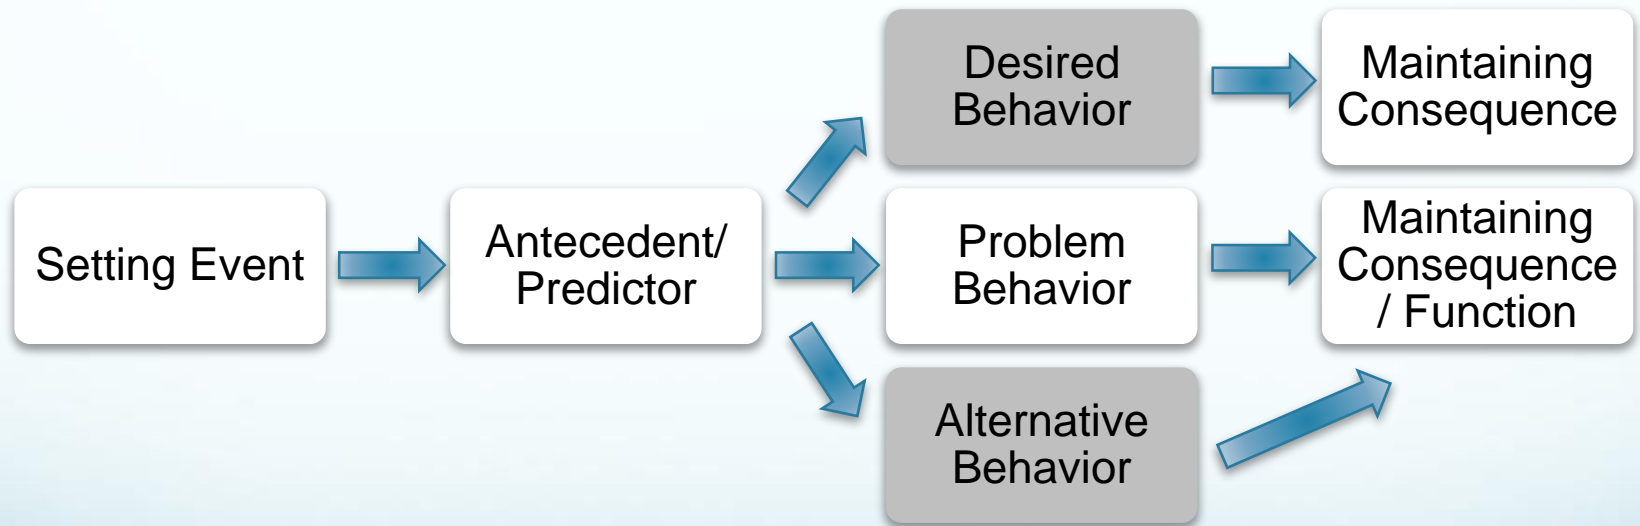 Desired
Behavior
Maintaining
Consequence
Setting Event
Antecedent/
Predictor
Problem
Behavior
Maintaining
Consequence
/ Function
Alternative
Behavior